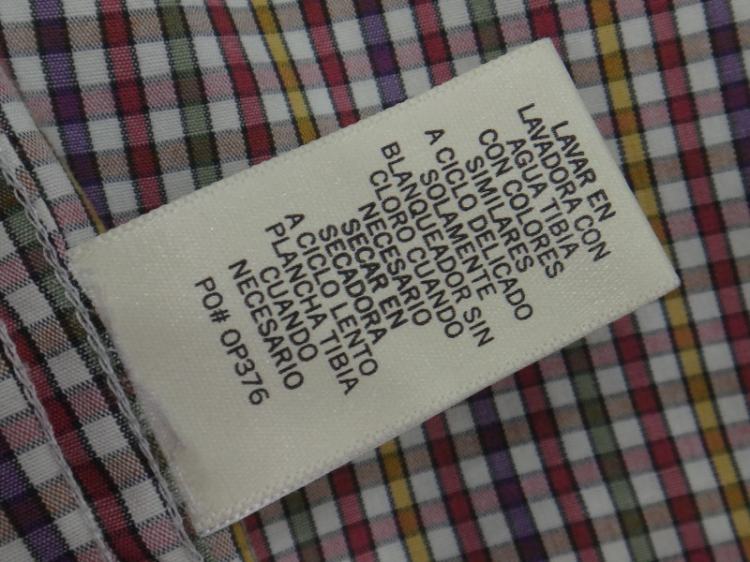 LAVAR EN
LAVADORA CON
AGUA TIBIA
CON COLORES
SIMILARES
A CICLO DELICADO
SOLAMENTE
BLANQUEADOR SIN
CLORO CUANDO
NECESARIO
SECAR EN
SECADORA
A CICLO LENTO
PLANCHA TIBIA
CUANDO
NECESARIO
PO# OP376